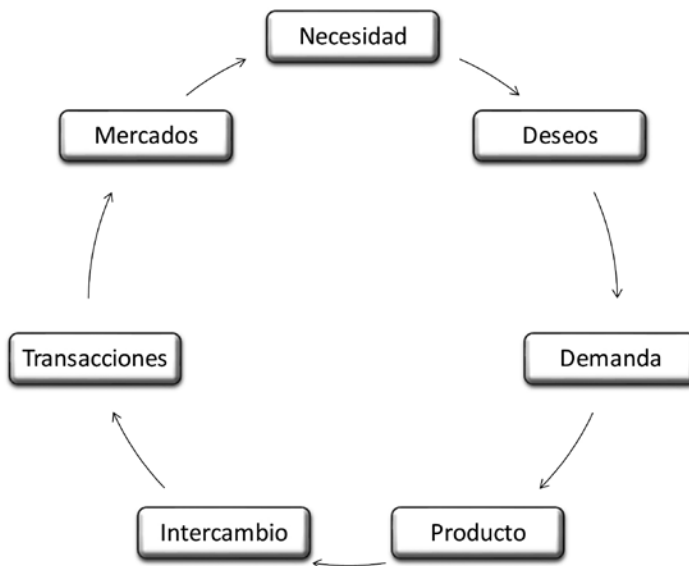 Necesidad
Deseos
Demanda
Producto
Intercambio
Transacciones
Mercados